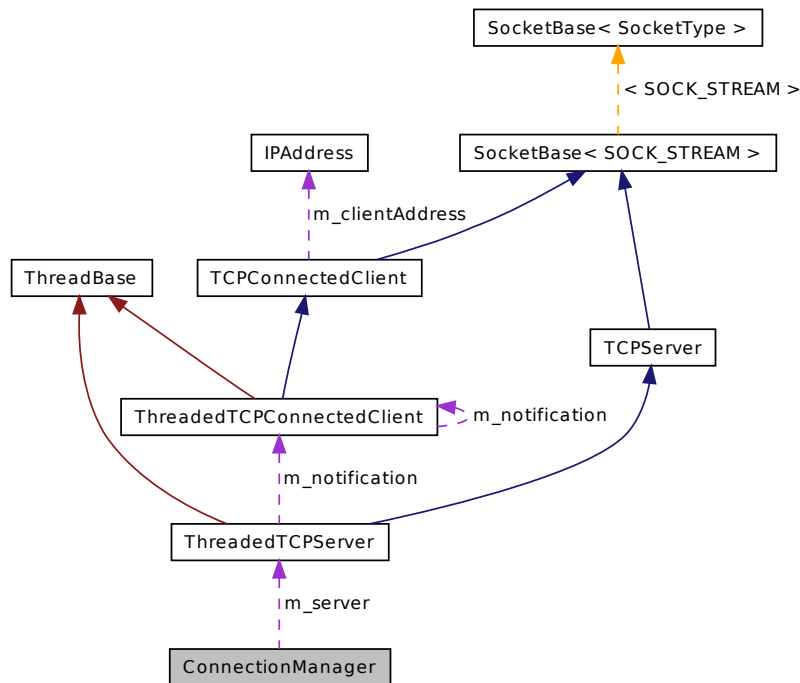 SocketBase< SocketType >
< SOCK_STREAM >
IPAddress
SocketBase< SOCK_STREAM >
m_clientAddress
ThreadBase
TCPConnectedClient
TCPServer
ThreadedTCPConnectedClient
m_notification
m_notification
ThreadedTCPServer
m_server
ConnectionManager